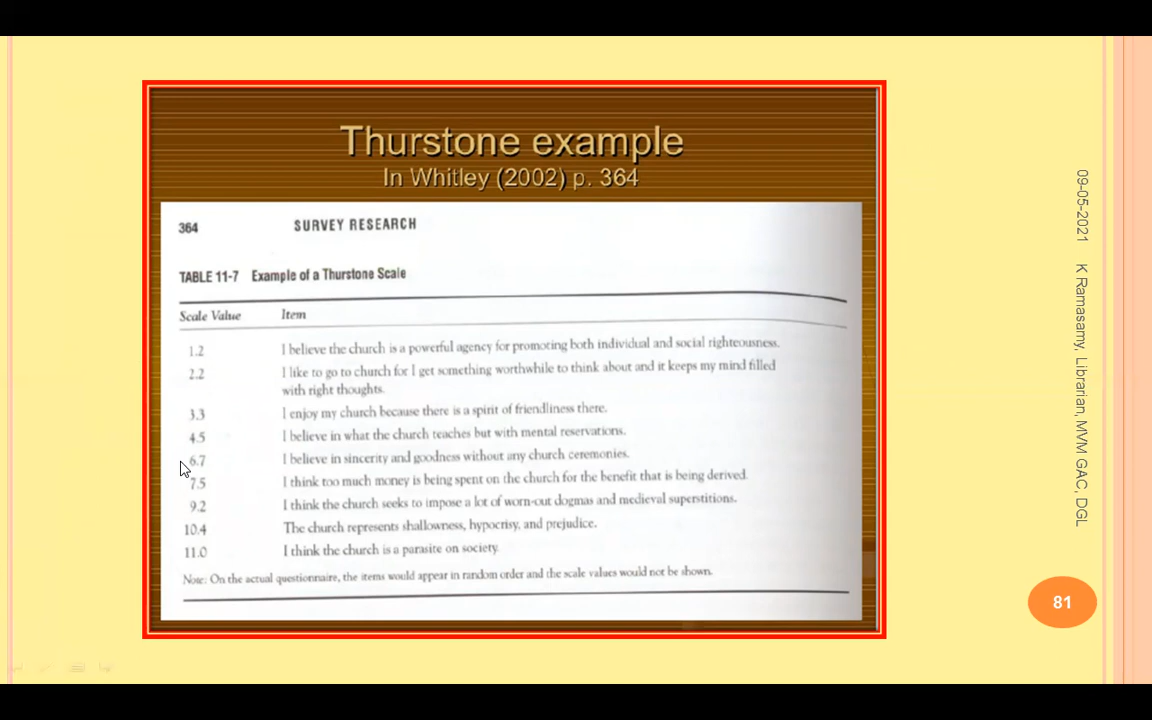 Thurstone example
In Whitley (2002) p. 364
364 SURVEY RESEARCH
TABLE 11-7 Example of a Thurstone Scale
Scale Value Item
1.2 I believe the church is a powerful agency for promoting both individual and social righteousness.
2.2 I like to go to church for I get something worthwhile to think about and it keeps my mind filled
with right thoughts.
3.3 I enjoy my church because there is a spirit of friendliness there.
4.5 I believe in what the church teaches but with mental reservations.
6.7 I believe in sincerity and goodness without any church ceremonies.
7.5 I think too much money is being spent on the church for the benefit that is being derived.
9.2 I think the church seeks to impose a lot of worn-out dogmas and medieval superstitions.
10.4 The church represents shallowness, hypocrisy, and prejudice.
11.0 I think the church is a parasite on society.
Note: On the actual questionnaire, the items would appear in random order and the scale values would not be shown.
09-05-2021 K Ramasamy, Librarian, MVM GAC, DGL
81